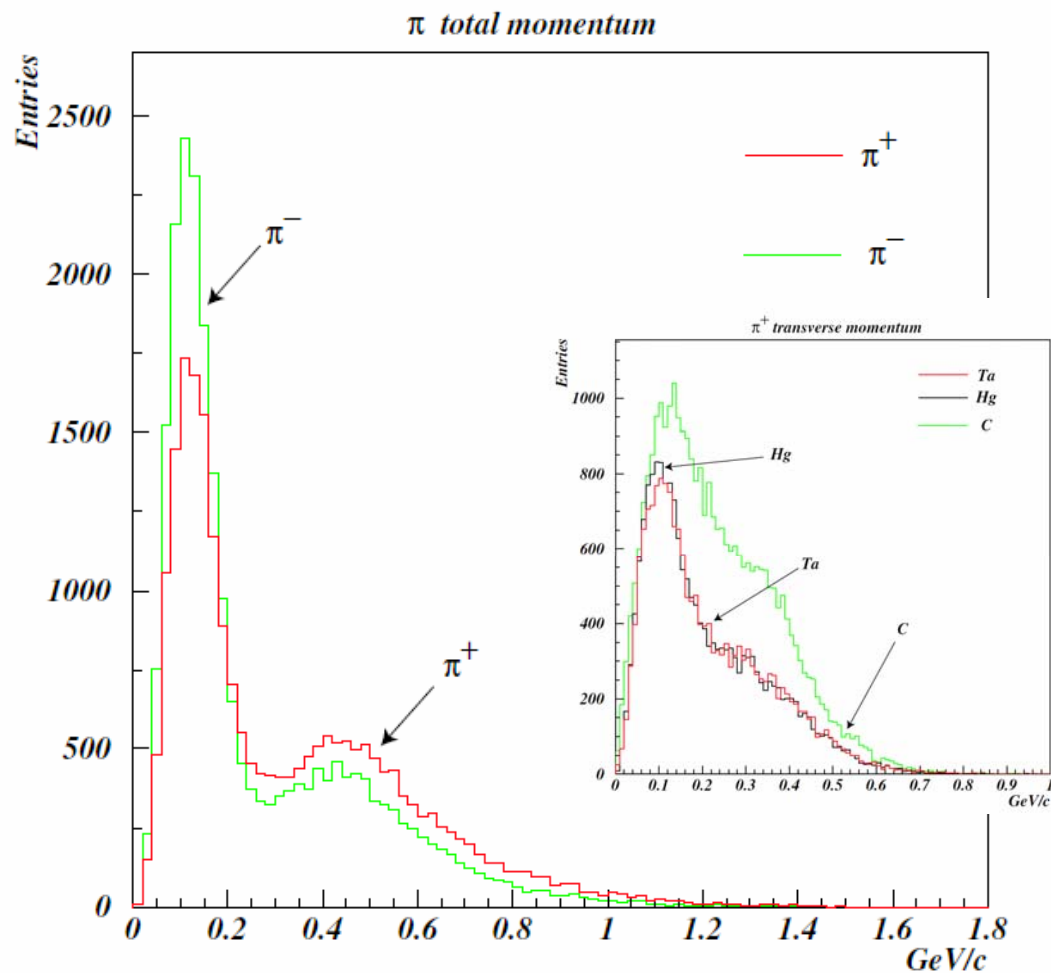 π total momentum
Entries
2500
2000
1500
1000
500
0
π⁺
π⁻
π⁻
π⁺
0 0.2 0.4 0.6 0.8 1 1.2 1.4 1.6 1.8
GeV/c
π⁺ transverse momentum
Entries
1000
800
600
400
200
0
Ta
Hg
C
Hg
Ta
C
0 0.1 0.2 0.3 0.4 0.5 0.6 0.7 0.8 0.9 1
GeV/c